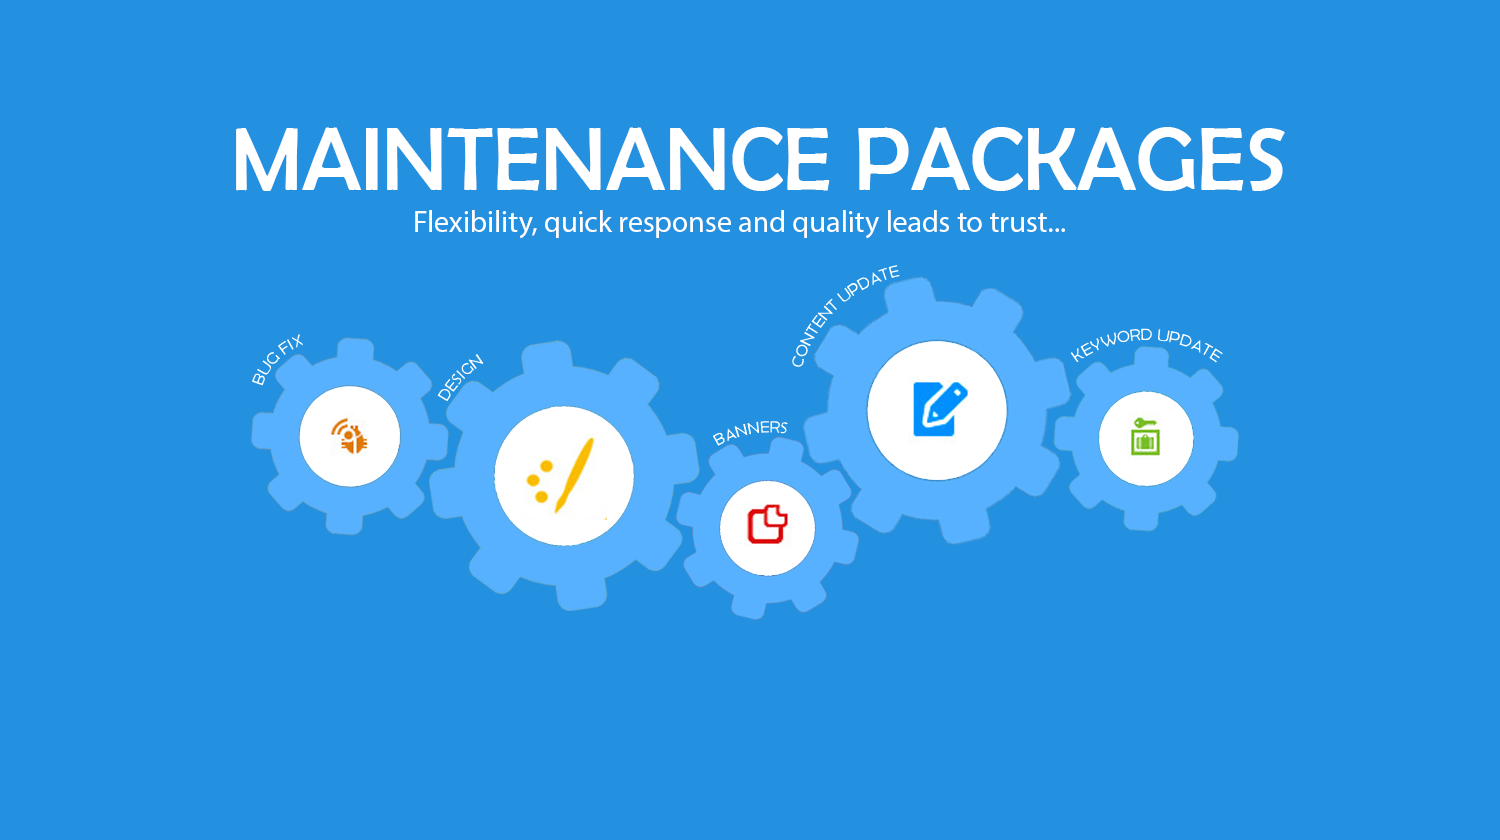 MAINTENANCE PACKAGES
Flexibility, quick response and quality leads to trust...
BUG FIX
DESIGN
BANNERS
CONTENT UPDATE
KEYWORD UPDATE